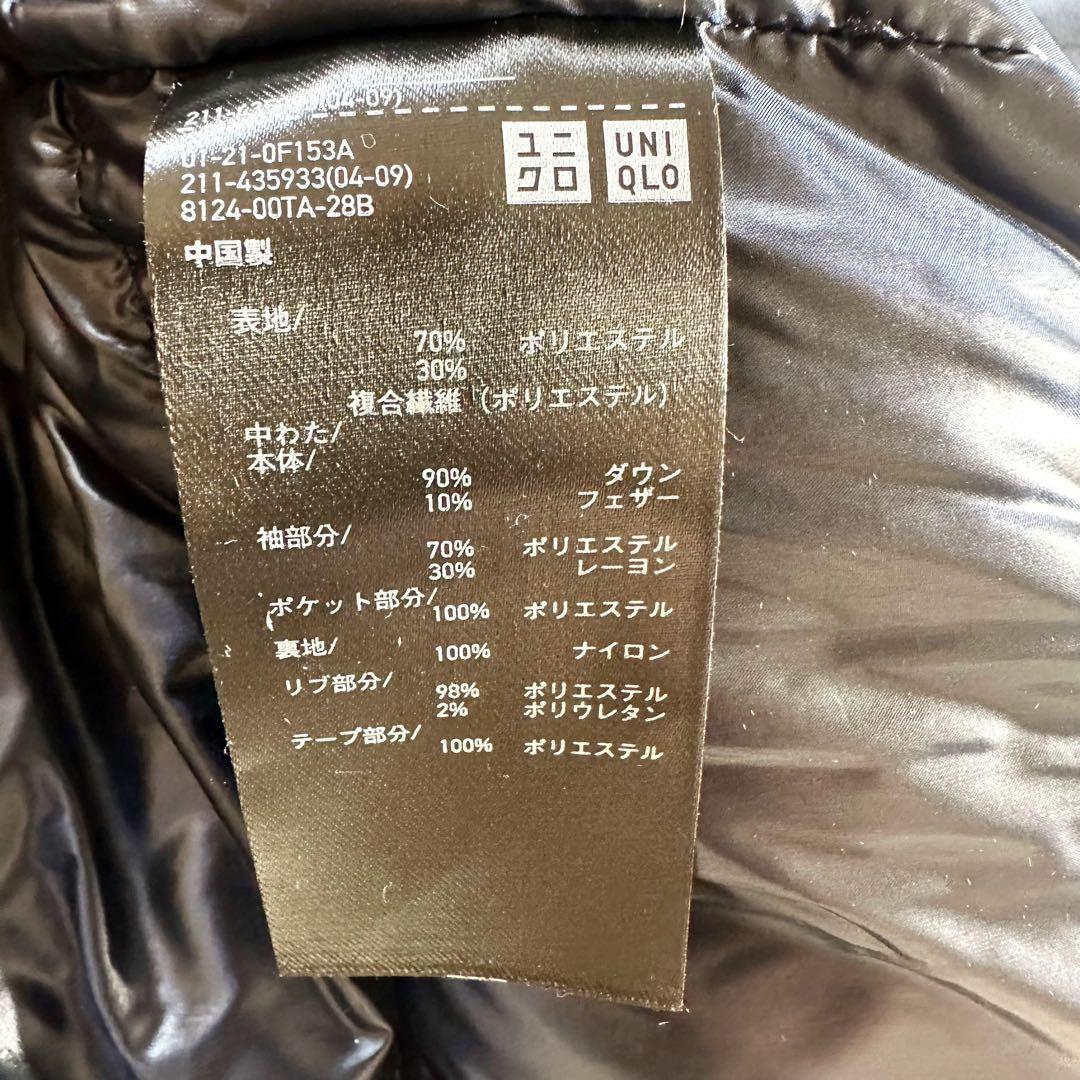 ユニ
クロ
UNI
QLO
01-21-0F153A
211-435933(04-09)
8124-00TA-28B
中国製
表地/
70% ポリエステル
30%
複合繊維 (ポリエステル)
中わた/
本体/
90% ダウン
10% フェザー
袖部分/
70% ポリエステル
30% レーヨン
ポケット部分/
100% ポリエステル
裏地/
100% ナイロン
リブ部分/
98% ポリエステル
2% ポリウレタン
テープ部分/
100% ポリエステル